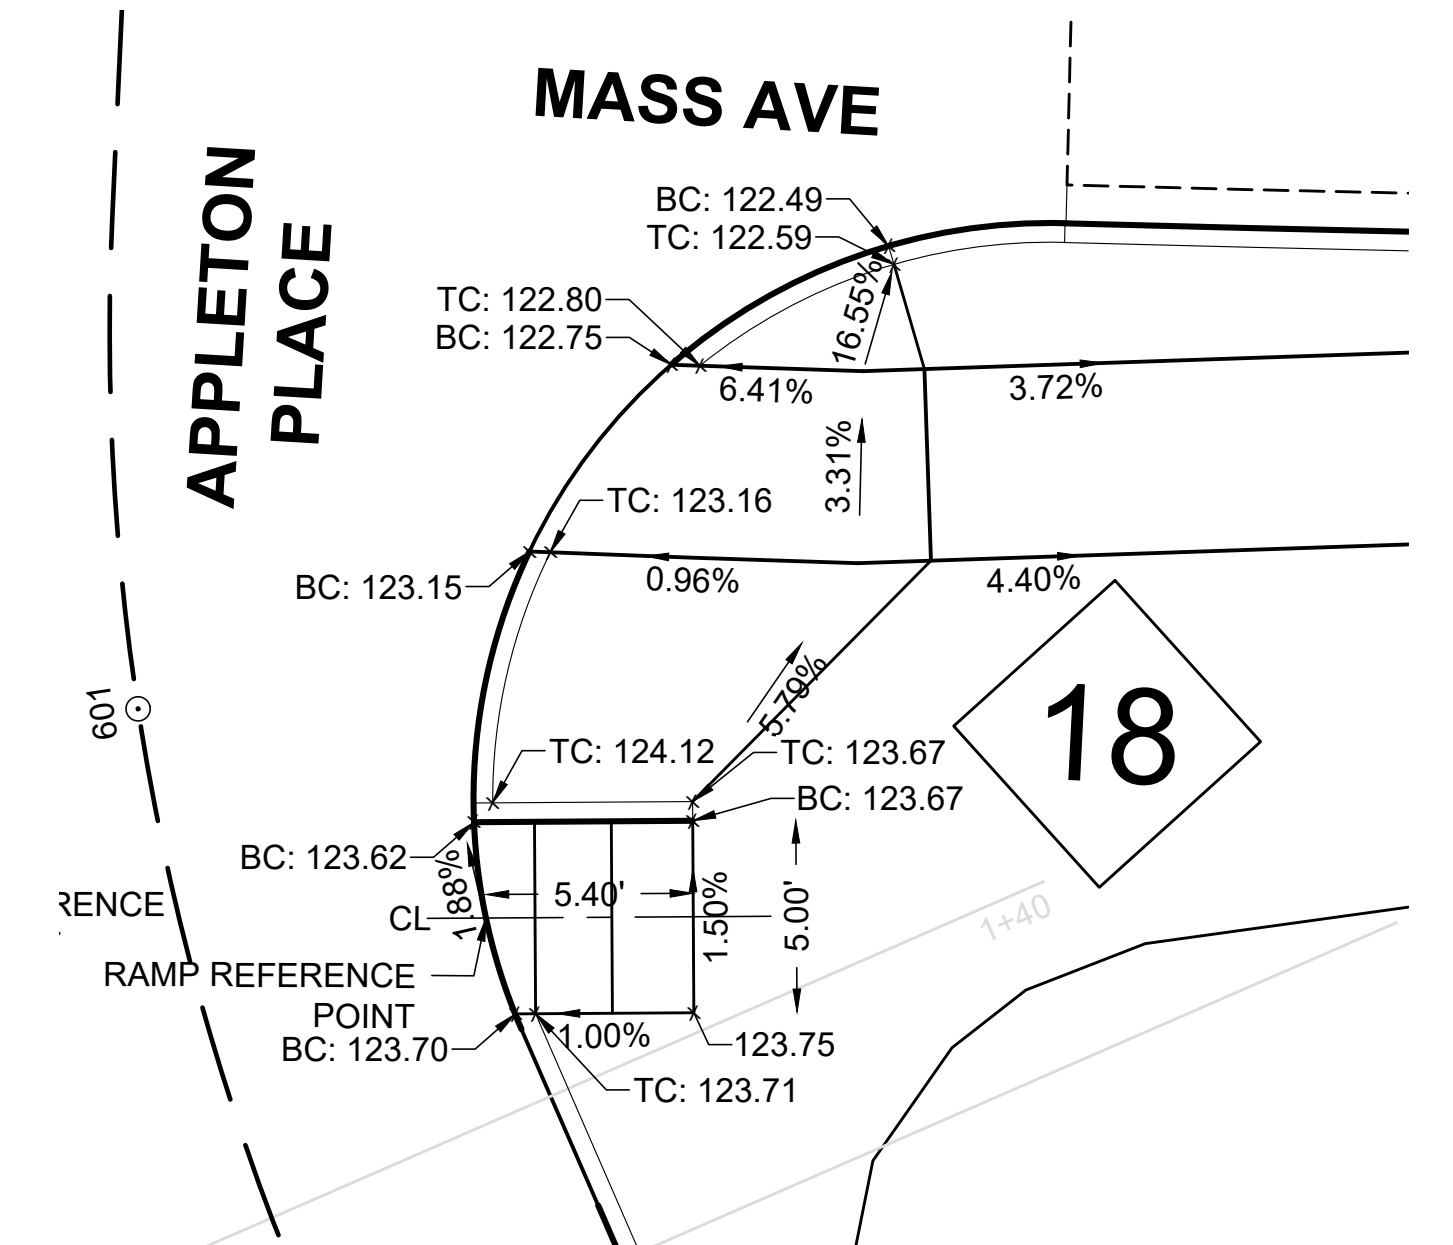 MASS AVE
APPLETON
PLACE
BC: 122.49
TC: 122.59
16.55%
TC: 122.80
BC: 122.75
6.41%
3.72%
3.31%
TC: 123.16
BC: 123.15
0.96%
4.40%
5.79%
18
601
TC: 124.12
TC: 123.67
BC: 123.67
BC: 123.62
1.88%
5.40'
1.50%
5.00'
CL
RENCE
1+40
RAMP REFERENCE
POINT
BC: 123.70
1.00%
123.75
TC: 123.71